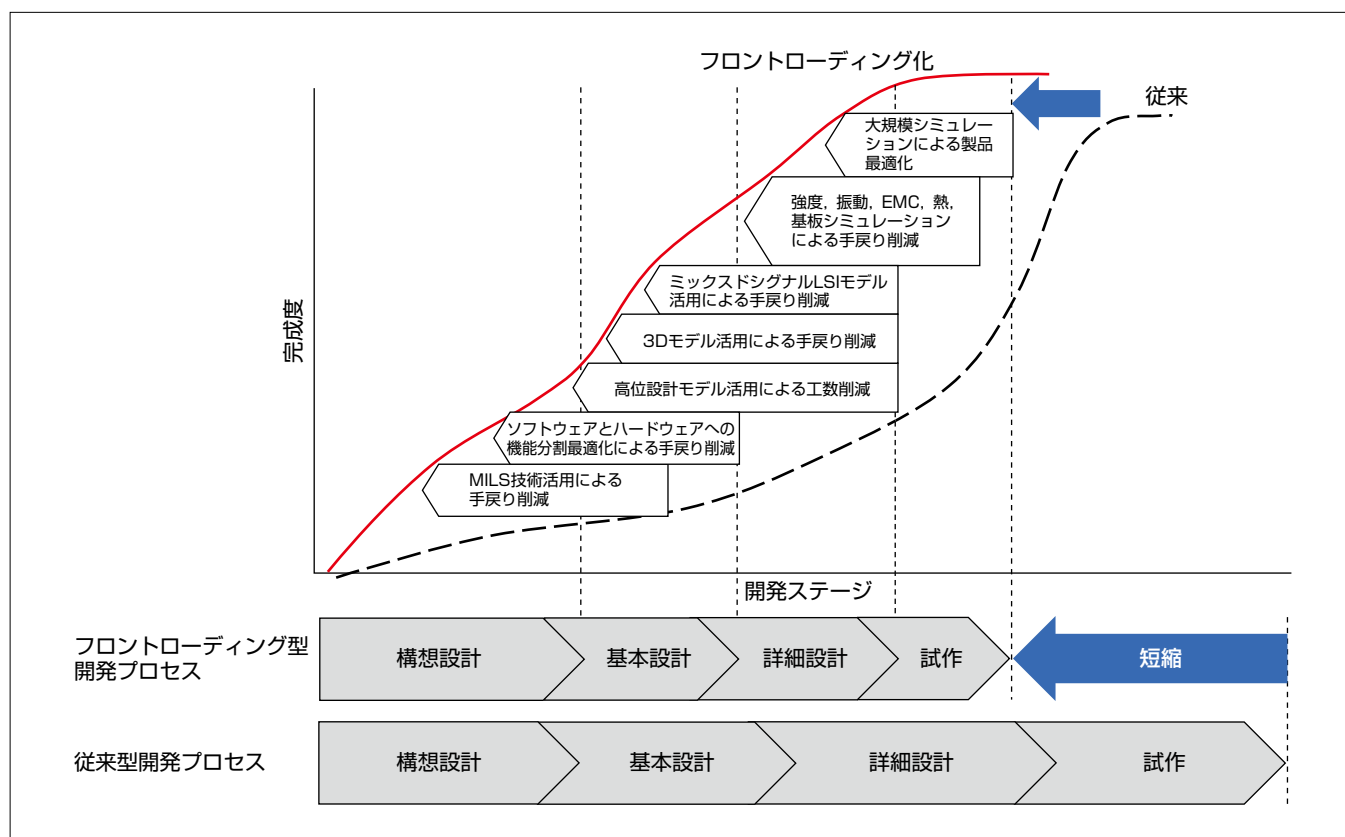 フロントローディング化
従来
大規模シミュレー
ションによる製品
最適化
強度, 振動, EMC, 熱,
基板シミュレーション
による手戻り削減
ミックスドシグナルLSIモデル
活用による手戻り削減
3Dモデル活用による手戻り削減
高位設計モデル活用による工数削減
ソフトウェアとハードウェアへの
機能分割最適化による手戻り削減
MILS技術活用による
手戻り削減
完成度
開発ステージ
フロントローディング型
開発プロセス
構想設計
基本設計
詳細設計
試作
短縮
従来型開発プロセス
構想設計
基本設計
詳細設計
試作